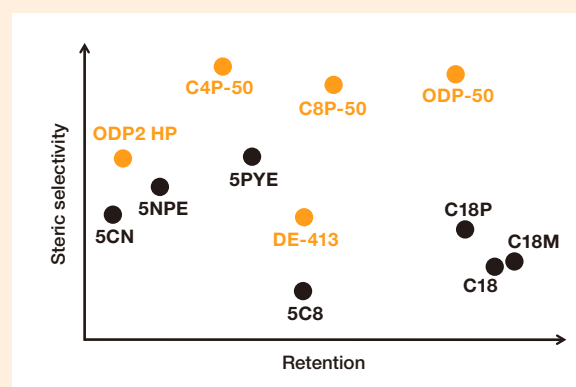 C4P-50
C8P-50
ODP-50
ODP2 HP
5PYE
5NPE
5CN
DE-413
C18P
C18M
C18
5C8
Steric selectivity
Retention